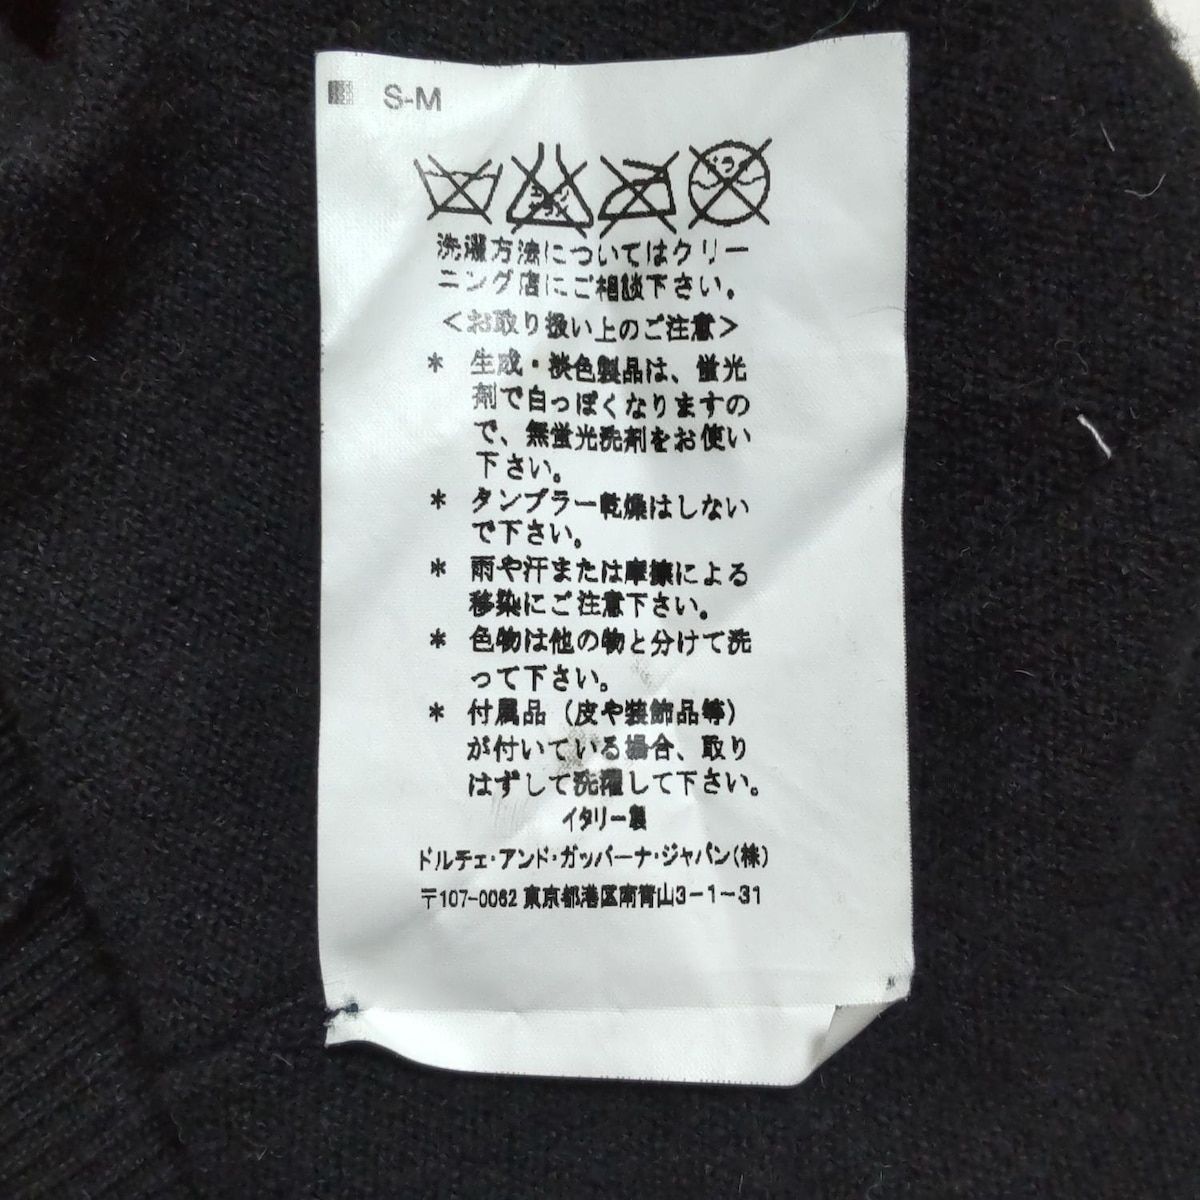 S-M
洗濯方法についてはクリー
ニング店にご相談下さい。
＜お取り扱い上のご注意＞
* 生成・淡色製品は、蛍光
剤で白っぽくなりますの
で、無蛍光洗剤をお使い
下さい。
* タンブラー乾燥はしない
で下さい。
* 雨や汗または摩擦による
移染にご注意下さい。
* 色物は他の物と分けて洗
って下さい。
* 付属品（皮や装飾品等）
が付いている場合、取り
はずして洗濯して下さい。
イタリー製
ドルチェ・アンド・ガッバーナ・ジャパン(株)
〒107-0062 東京都港区南青山3-1-31